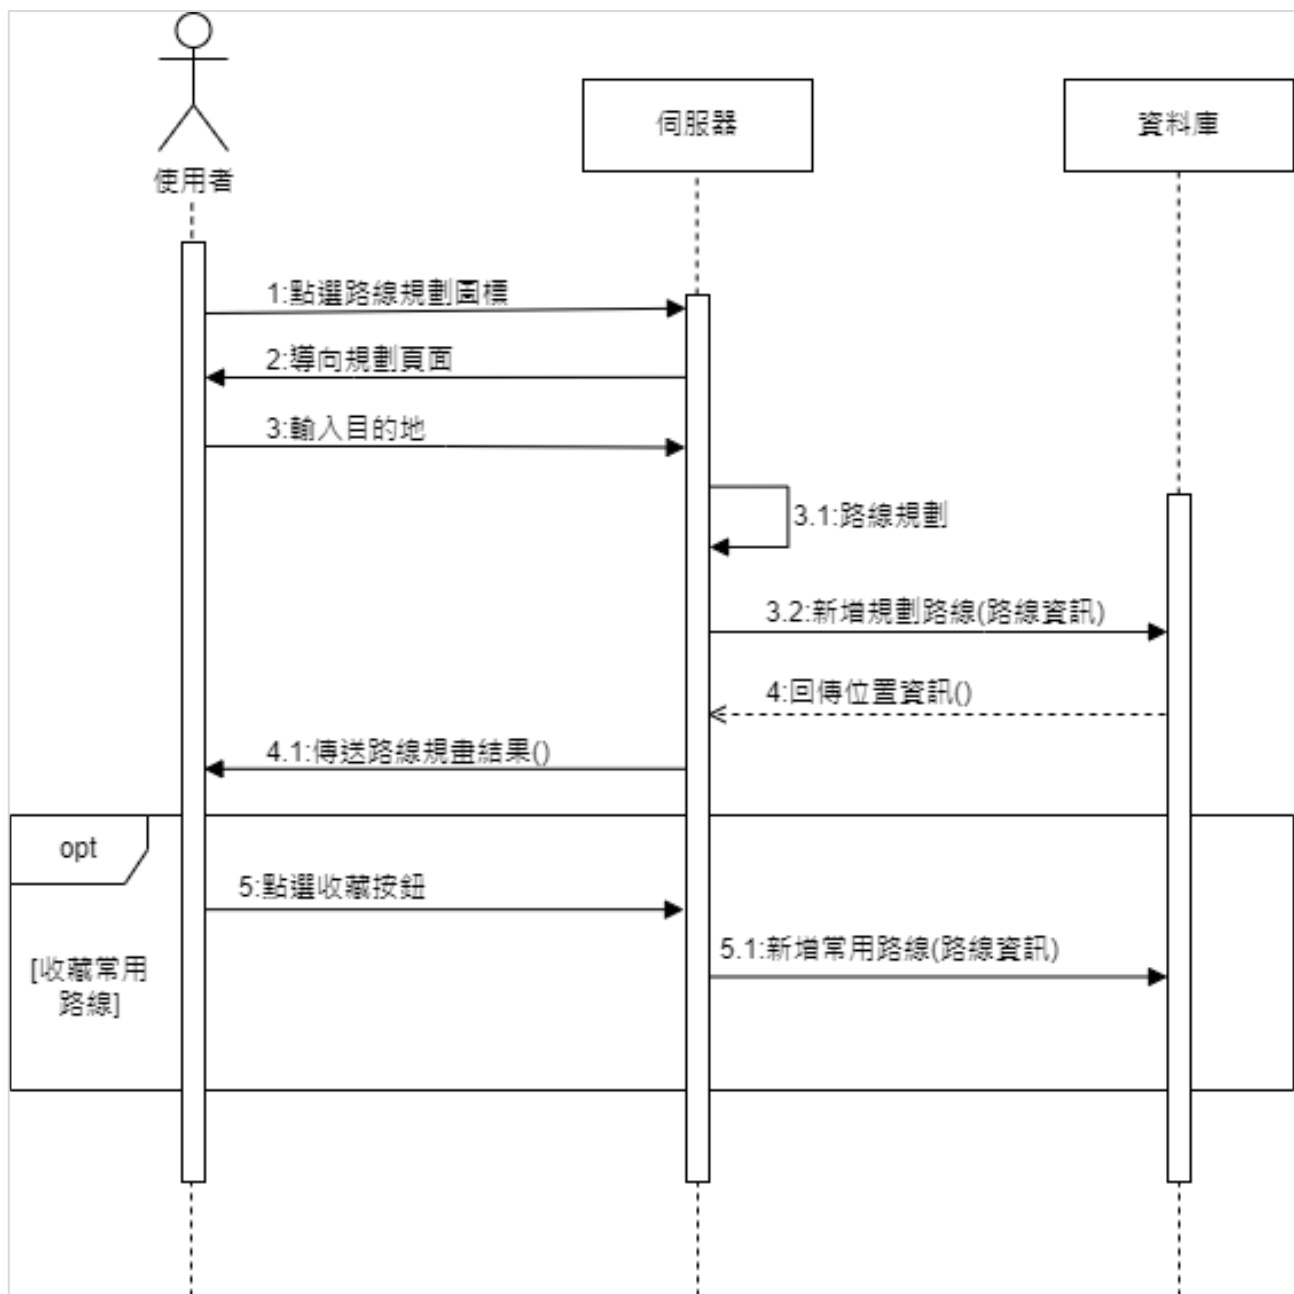 使用者
伺服器
資料庫
1:點選路線規劃圖標
2:導向規劃頁面
3:輸入目的地
3.1:路線規劃
3.2:新增規劃路線(路線資訊)
4:回傳位置資訊()
4.1:傳送路線規畫結果()
opt
5:點選收藏按鈕
5.1:新增常用路線(路線資訊)
[收藏常用
路線]